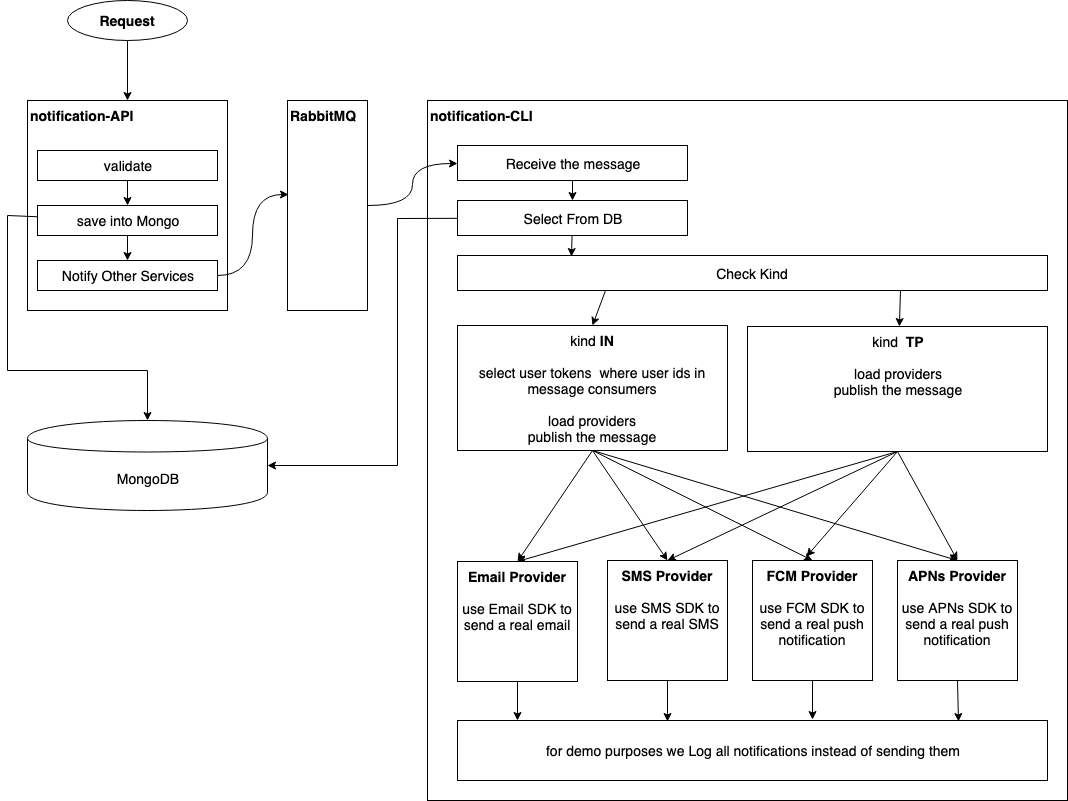 Request
notification-API
validate
save into Mongo
Notify Other Services
RabbitMQ
notification-CLI
Receive the message
Select From DB
Check Kind
kind IN
select user tokens  where user ids in
message consumers
load providers
publish the message
kind  TP
load providers
publish the message
MongoDB
Email Provider
use Email SDK to
send a real email
SMS Provider
use SMS SDK to
send a real SMS
FCM Provider
use FCM SDK to
send a real push
notification
APNs Provider
use APNs SDK to
send a real push
notification
for demo purposes we Log all notifications instead of sending them